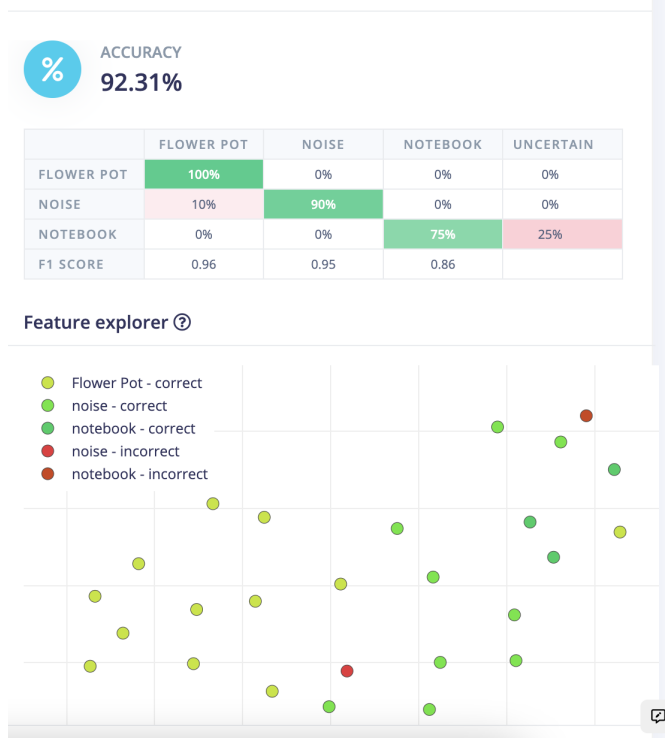 %
ACCURACY
92.31%
FLOWER POT NOISE NOTEBOOK UNCERTAIN
FLOWER POT 100% 0% 0% 0%
NOISE 10% 90% 0% 0%
NOTEBOOK 0% 0% 75% 25%
F1 SCORE 0.96 0.95 0.86
Feature explorer ?
Flower Pot - correct
noise - correct
notebook - correct
noise - incorrect
notebook - incorrect